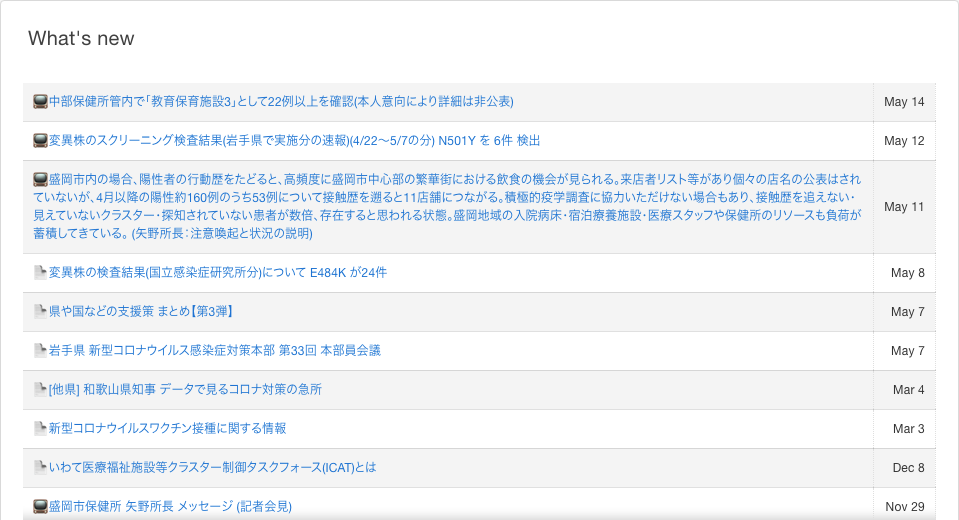 What's new
中部保健所管内で「教育保育施設3」として22例以上を確認(本人意向により詳細は非公表)
May 14
変異株のスクリーニング検査結果(岩手県で実施分の速報)(4/22〜5/7の分) N501Y を 6件 検出
May 12
盛岡市内の場合、陽性者の行動歴をたどると、高頻度に盛岡市中心部の繁華街における飲食の機会が見られる。来店者リスト等があり個々の店名の公表はされ
ていないが、4月以降の陽性約160例のうち53例について接触歴を遡ると11店舗につながる。積極的疫学調査に協力いただけない場合もあり、接触歴を追えない・
見えていないクラスター・探知されていない患者が数倍、存在すると思われる状態。盛岡地域の入院病床・宿泊療養施設・医療スタッフや保健所のリソースも負荷が
蓄積してきている。 (矢野所長：注意喚起と状況の説明)
May 11
変異株の検査結果(国立感染症研究所分)について E484K が24件
May 8
県や国などの支援策 まとめ【第3弾】
May 7
岩手県 新型コロナウイルス感染症対策本部 第33回 本部員会議
May 7
[他県] 和歌山県知事 データで見るコロナ対策の急所
Mar 4
新型コロナウイルスワクチン接種に関する情報
Mar 3
いわて医療福祉施設等クラスター制御タスクフォース(ICAT)とは
Dec 8
盛岡市保健所 矢野所長 メッセージ (記者会見)
Nov 29